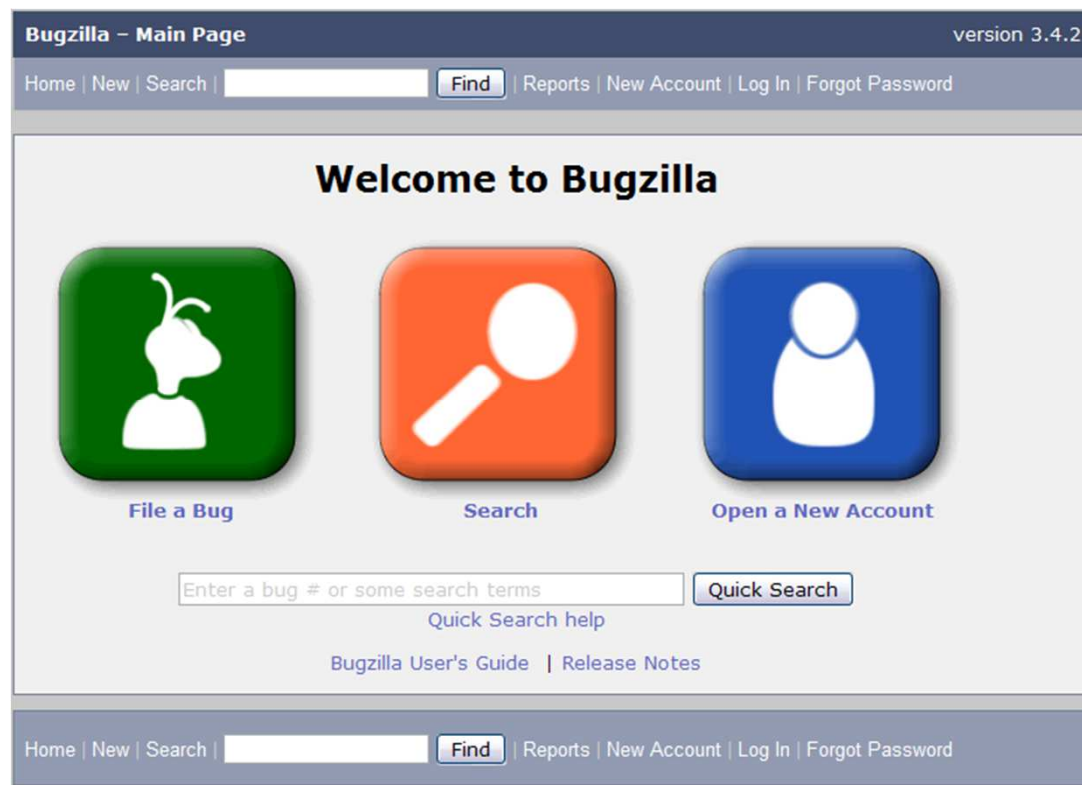 Bugzilla – Main Page version 3.4.2
Home | New | Search | Find | Reports | New Account | Log In | Forgot Password
Welcome to Bugzilla
File a Bug Search Open a New Account
Enter a bug # or some search terms Quick Search
Quick Search help
Bugzilla User's Guide | Release Notes
Home | New | Search | Find | Reports | New Account | Log In | Forgot Password